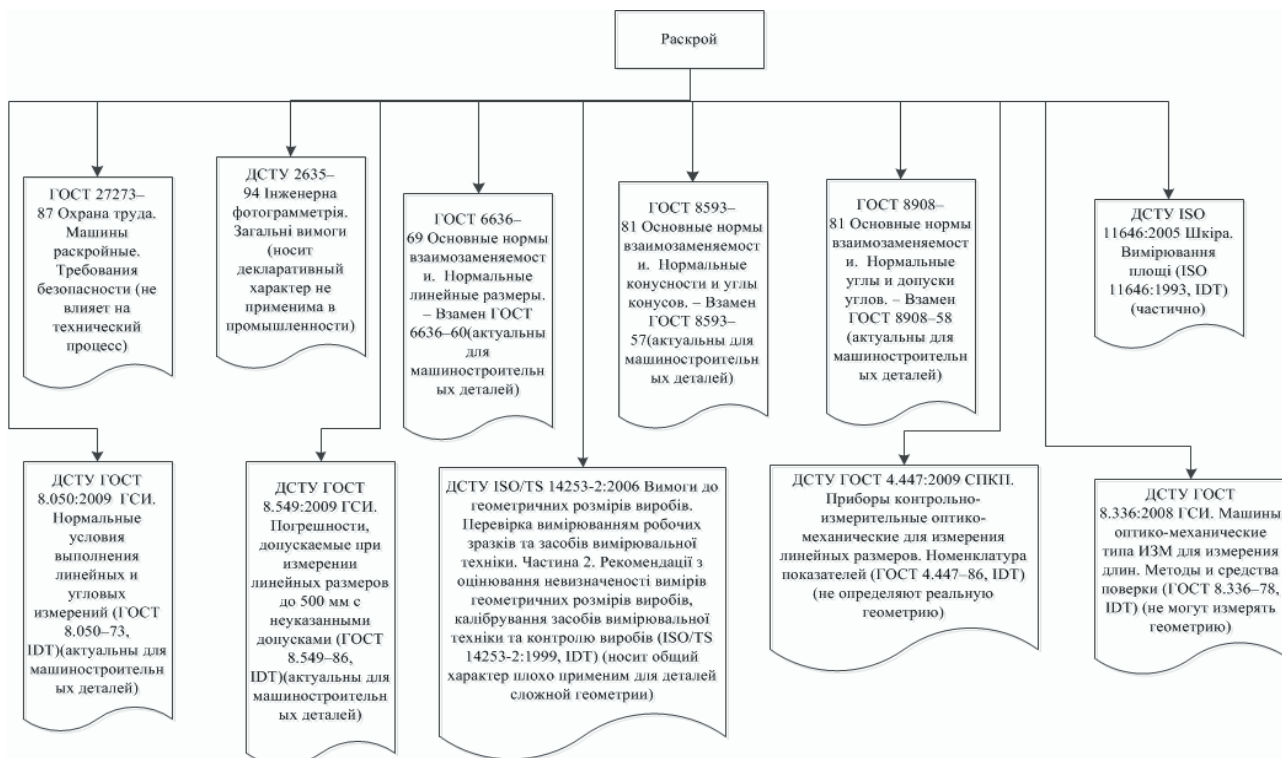 Раскрой
ГОСТ 27273–
87 Охрана труда.
Машины
раскройные.
Требования
безопасности (не
влияет на
технический
процесс)
ДСТУ 2635–
94 Інженерна
фотограмметрія.
Загальні вимоги
(носит
декларативный
характер не
применима в
промышленности)
ГОСТ 6636–
69 Основные нормы
взаимозаменяемост
и.  Нормальные
линейные размеры.
– Взамен ГОСТ
6636–60(актуальны
для
машиностроительн
ых деталей)
ГОСТ 8593–
81 Основные нормы
взаимозаменяемост
и.  Нормальные
конусности и углы
конусов. – Взамен
ГОСТ 8593–
57(актуальны для
машиностроительн
ых деталей)
ГОСТ 8908–
81 Основные нормы
взаимозаменяемост
и.  Нормальные
углы и допуски
углов. – Взамен
ГОСТ 8908–58
(актуальны для
машиностроительн
ых деталей)
ДСТУ ISO
11646:2005 Шкіра.
Вимірювання
площі (ISO
11646:1993, IDT)
(частично)
ДСТУ ГОСТ
8.050:2009  ГСИ.
Нормальные
условия
выполнения
линейных и
угловых
измерений (ГОСТ
8.050–73,
IDT)(актуальны для
машиностроительн
ых деталей)
ДСТУ ГОСТ
8.549:2009 ГСИ.
Погрешности,
допускаемые при
измерении
линейных размеров
до 500 мм с
неуказанными
допусками (ГОСТ
8.549–86,
IDT)(актуальны для
машиностроительн
ых деталей)
ДСТУ ISO/TS 14253-2:2006 Вимоги до
геометричних розмірів виробів.
Перевірка вимірюванням робочих
зразків та засобів вимірювальної
техніки. Частина 2. Рекомендації з
оцінювання невизначеності вимірів
геометричних розмірів виробів,
калібрування засобів вимірювальної
техніки та контролю виробів (ISO/TS
14253-2:1999, IDT) (носит общий
характер плохо применим для деталей
сложной геометрии)
ДСТУ ГОСТ 4.447:2009 СПКП.
Приборы контрольно-
измерительные оптико-
механические для измерения
линейных размеров. Номенклатура
показателей (ГОСТ 4.447–86, IDT)
(не определяют реальную
геометрию)
ДСТУ ГОСТ
8.336:2008 ГСИ. Машины
оптико-механические
типа ИЗМ для измерения
длин. Методы и средства
поверки (ГОСТ 8.336–78,
IDT) (не могут измерять
геометрию)